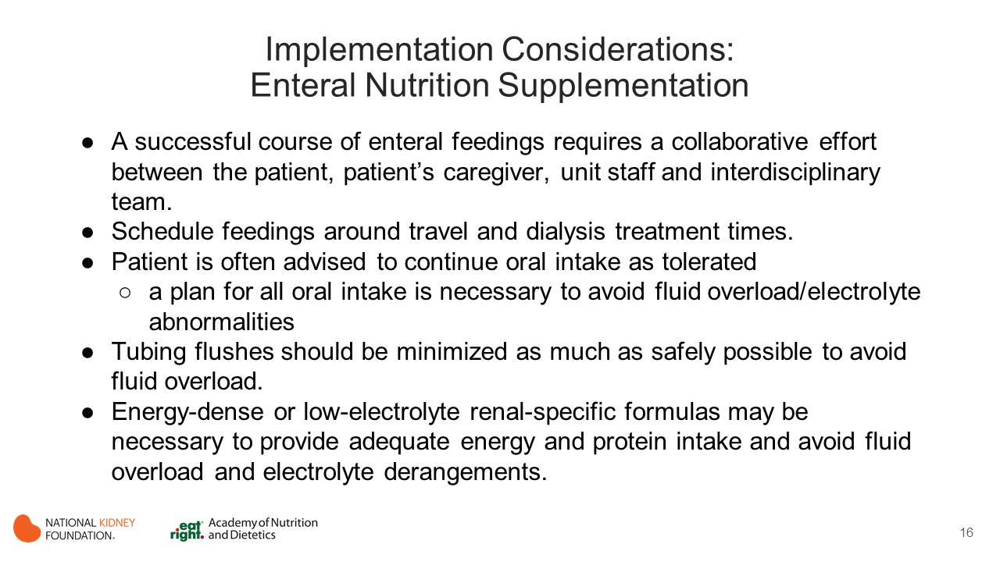 Implementation Considerations:
Enteral Nutrition Supplementation
● A successful course of enteral feedings requires a collaborative effort
between the patient, patient’s caregiver, unit staff and interdisciplinary
team.
● Schedule feedings around travel and dialysis treatment times.
● Patient is often advised to continue oral intake as tolerated
○ a plan for all oral intake is necessary to avoid fluid overload/electrolyte
abnormalities
● Tubing flushes should be minimized as much as safely possible to avoid
fluid overload.
● Energy-dense or low-electrolyte renal-specific formulas may be
necessary to provide adequate energy and protein intake and avoid fluid
overload and electrolyte derangements.
NATIONAL KIDNEY
FOUNDATION®
eat
right.
Academy of Nutrition
and Dietetics
16